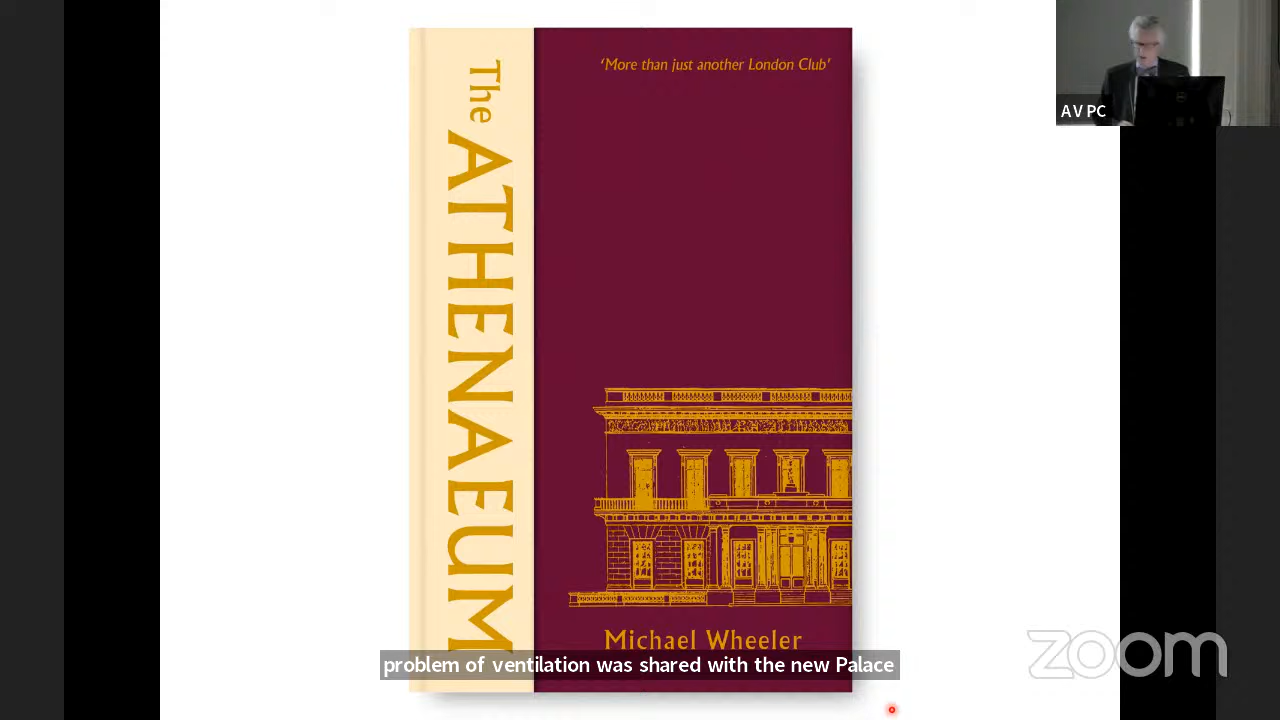 'More than just another London Club'
The ATHENAEUM
Michael Wheeler
problem of ventilation was shared with the new Palace
AV PC
zoom